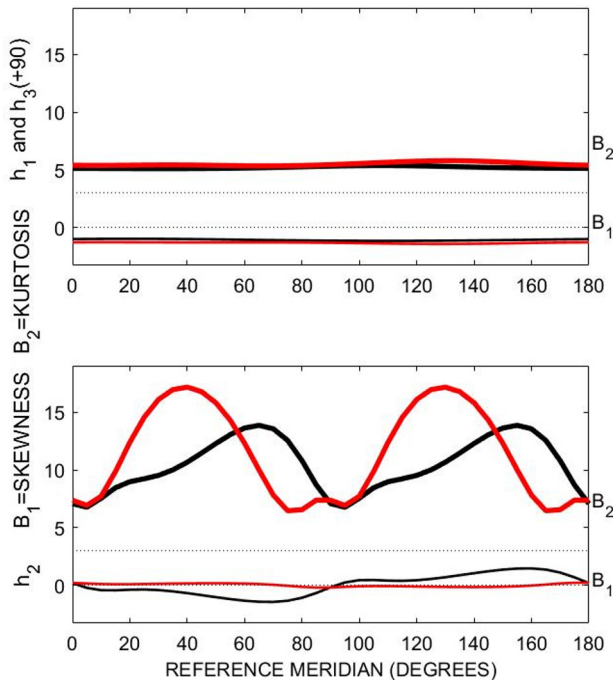 h1 and h3(+90)
15
10
5
0
B2
B1
0 20 40 60 80 100 120 140 160 180
B2=KURTOSIS
B1=SKEWNESS
h2
15
10
5
0
B2
B1
0 20 40 60 80 100 120 140 160 180
REFERENCE MERIDIAN (DEGREES)